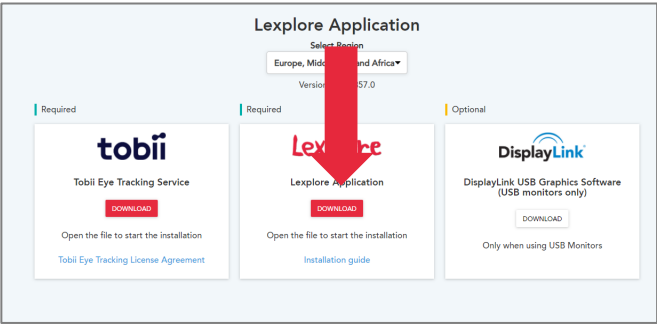 Lexplore Application
Select Region
Europe, and Africa
57.0
Required
tobii
Tobii Eye Tracking Service
DOWNLOAD
Open the file to start the installation
Tobii Eye Tracking License Agreement
Required
Lexplore Application
DOWNLOAD
Open the file to start the installation
Installation guide
Optional
DisplayLink
DisplayLink USB Graphics Software
(USB monitors only)
DOWNLOAD
Only when using USB Monitors